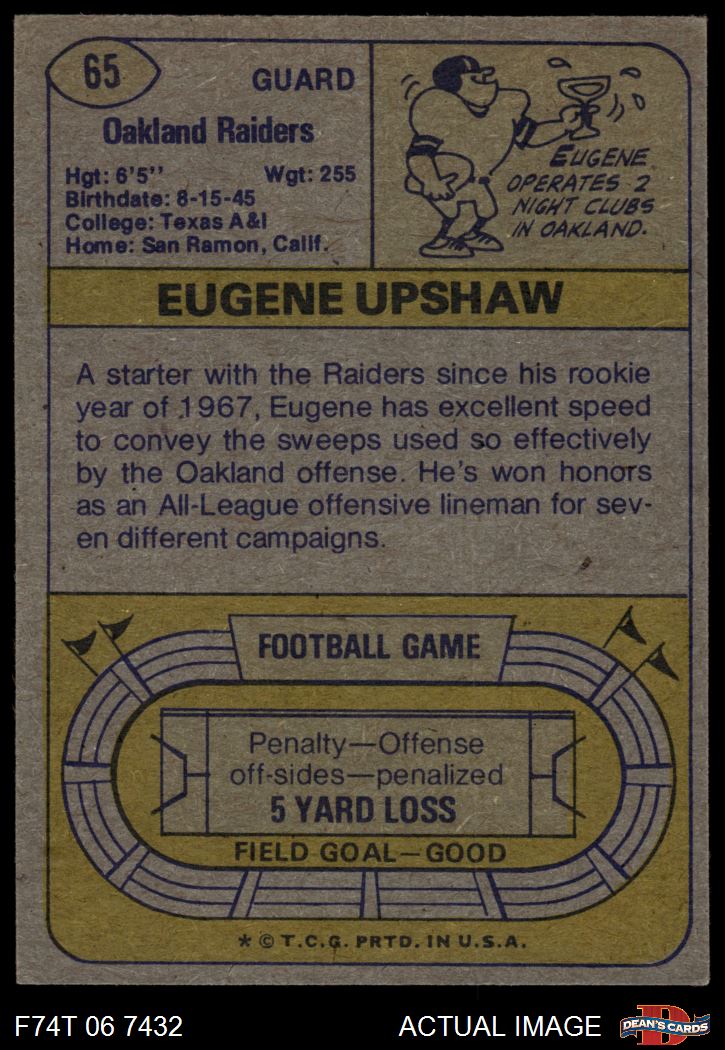 65
GUARD
Oakland Raiders
Hgt: 6'5" Wgt: 255
Birthdate: 8-15-45
College: Texas A&I
Home: San Ramon, Calif.
EUGENE
OPERATES 2
NIGHT CLUBS
IN OAKLAND.
EUGENE UPSHAW
A starter with the Raiders since his rookie
year of 1967, Eugene has excellent speed
to convey the sweeps used so effectively
by the Oakland offense. He's won honors
as an All-League offensive lineman for sev-
en different campaigns.
FOOTBALL GAME
Penalty—Offense
off-sides—penalized
5 YARD LOSS
FIELD GOAL—GOOD
* © T.C.G. PRTD. IN U.S.A.
F74T 06 7432 ACTUAL IMAGE
D
DEAN'S CARDS